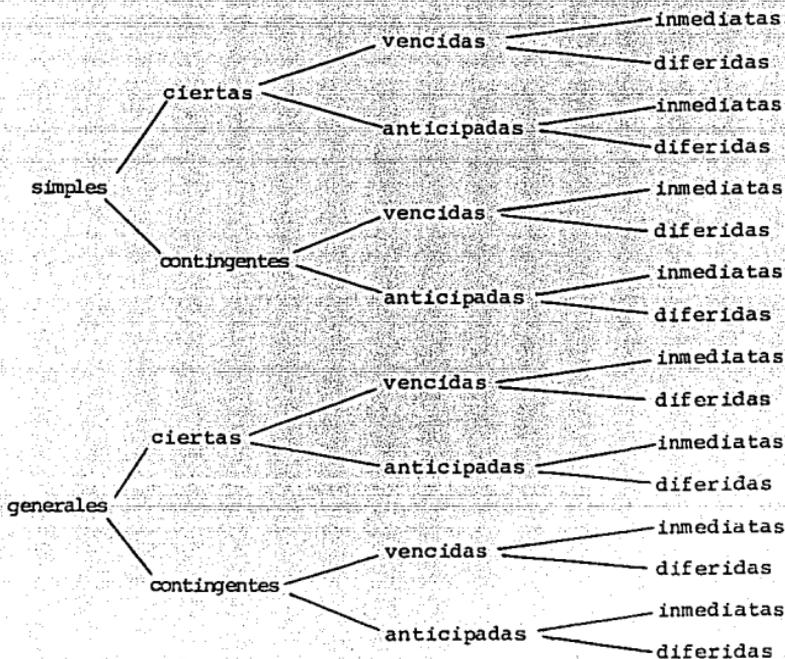 inmediatas
vencidas
diferidas
ciertas
inmediatas
anticipadas
diferidas
simples
inmediatas
vencidas
diferidas
contingentes
inmediatas
anticipadas
diferidas
inmediatas
vencidas
diferidas
ciertas
inmediatas
anticipadas
diferidas
generales
inmediatas
vencidas
diferidas
contingentes
inmediatas
anticipadas
diferidas